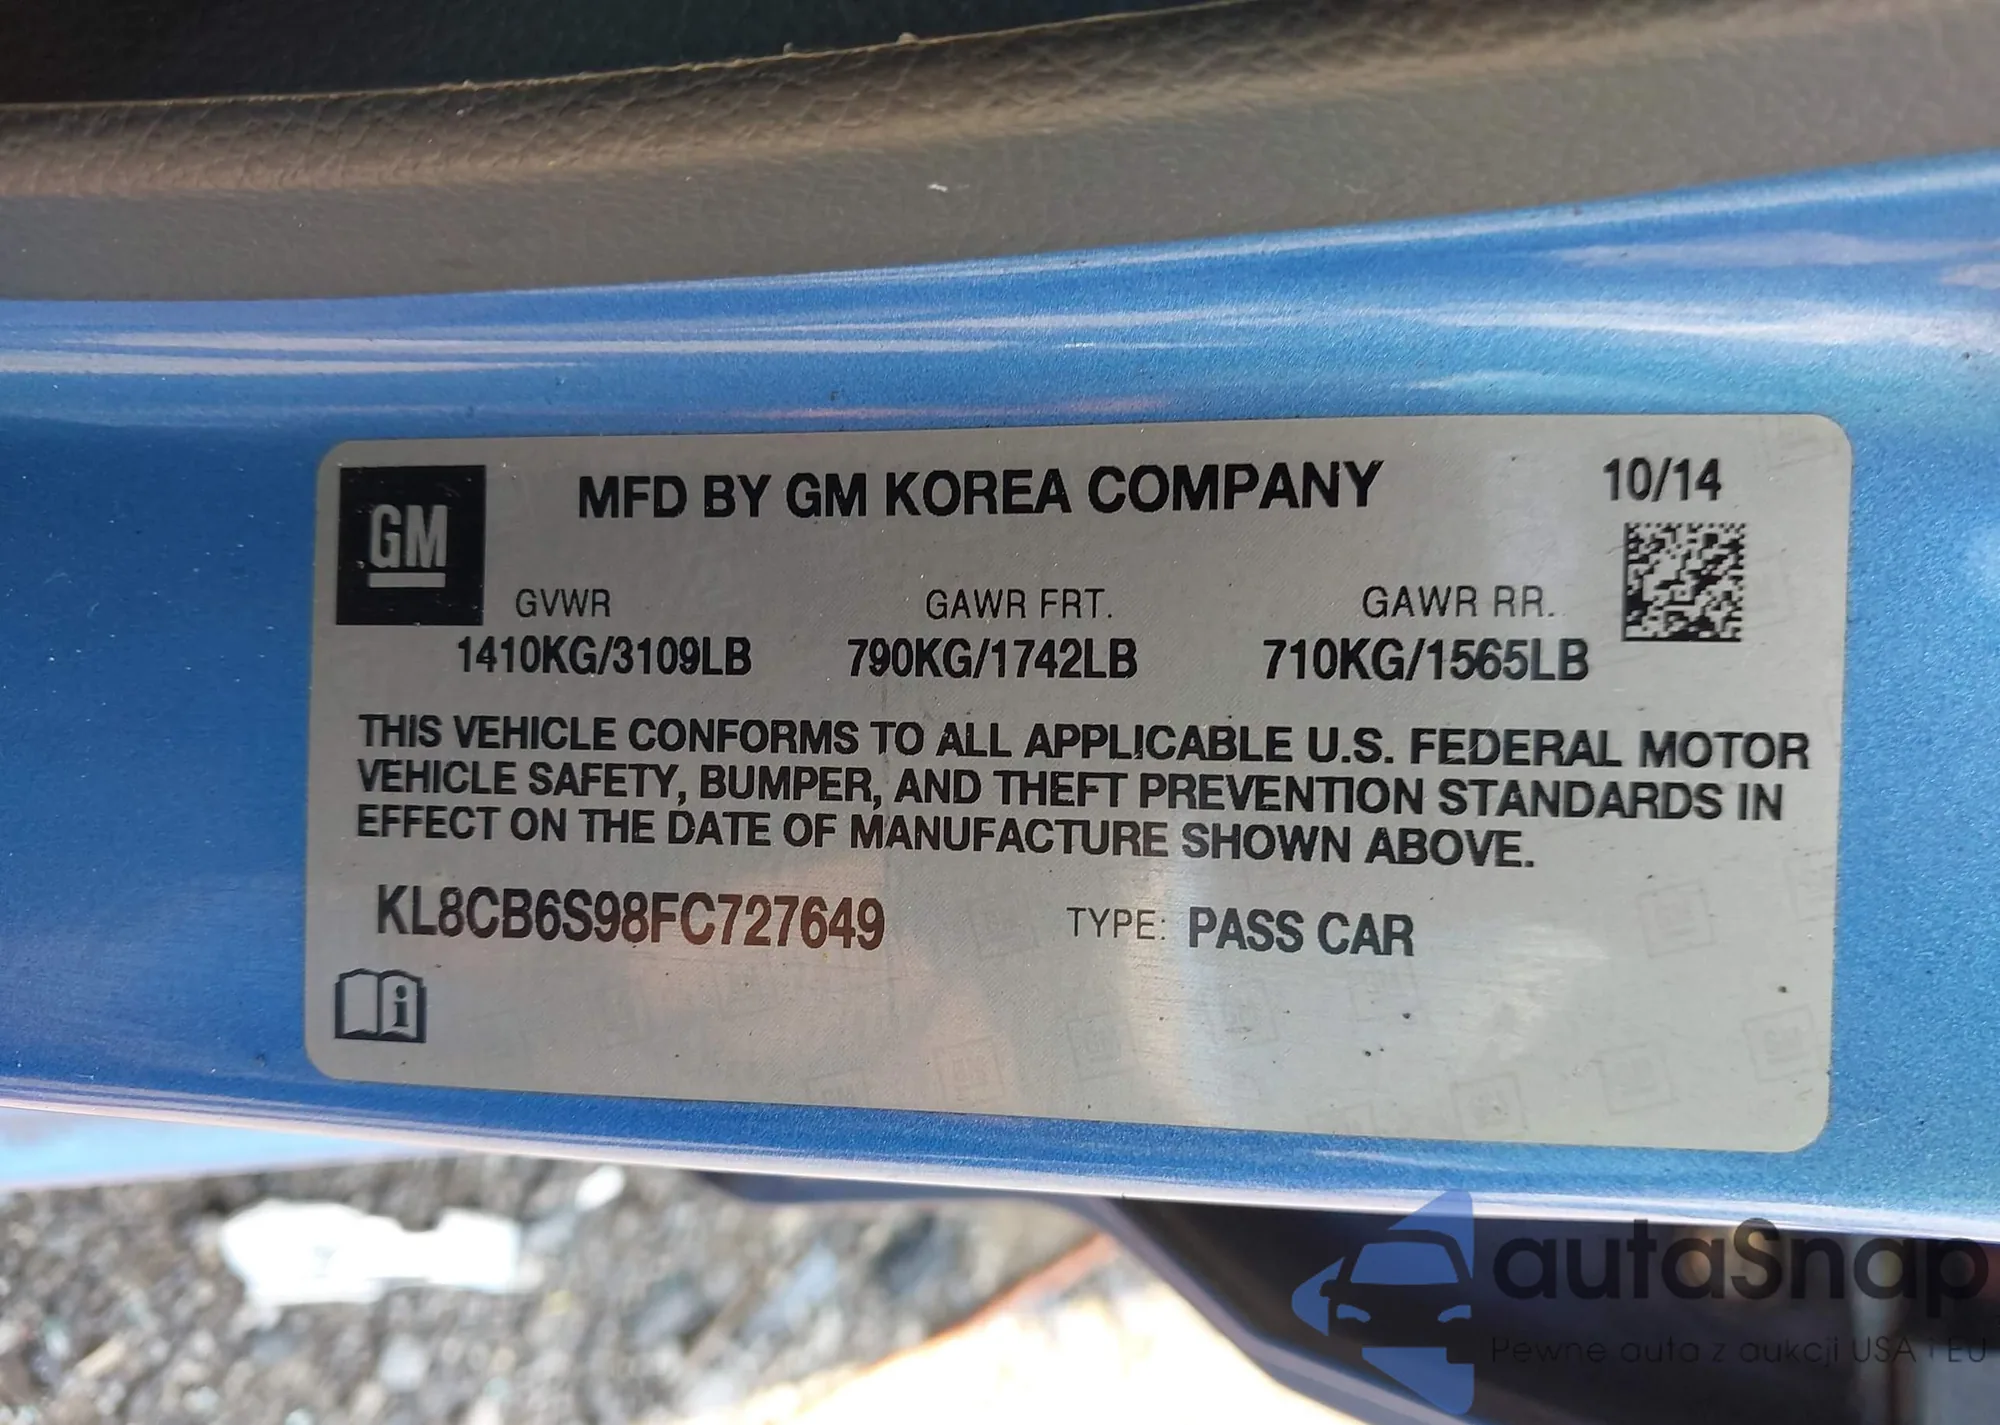 GM
MFD BY GM KOREA COMPANY
10/14
GVWR
GAWR FRT.
GAWR RR.
1410KG/3109LB
790KG/1742LB
710KG/1565LB
THIS VEHICLE CONFORMS TO ALL APPLICABLE U.S. FEDERAL MOTOR
VEHICLE SAFETY, BUMPER, AND THEFT PREVENTION STANDARDS IN
EFFECT ON THE DATE OF MANUFACTURE SHOWN ABOVE.
KL8CB6S98FC727649
TYPE: PASS CAR
i
autaSnap
Pewne auta z aukcji USA i EU